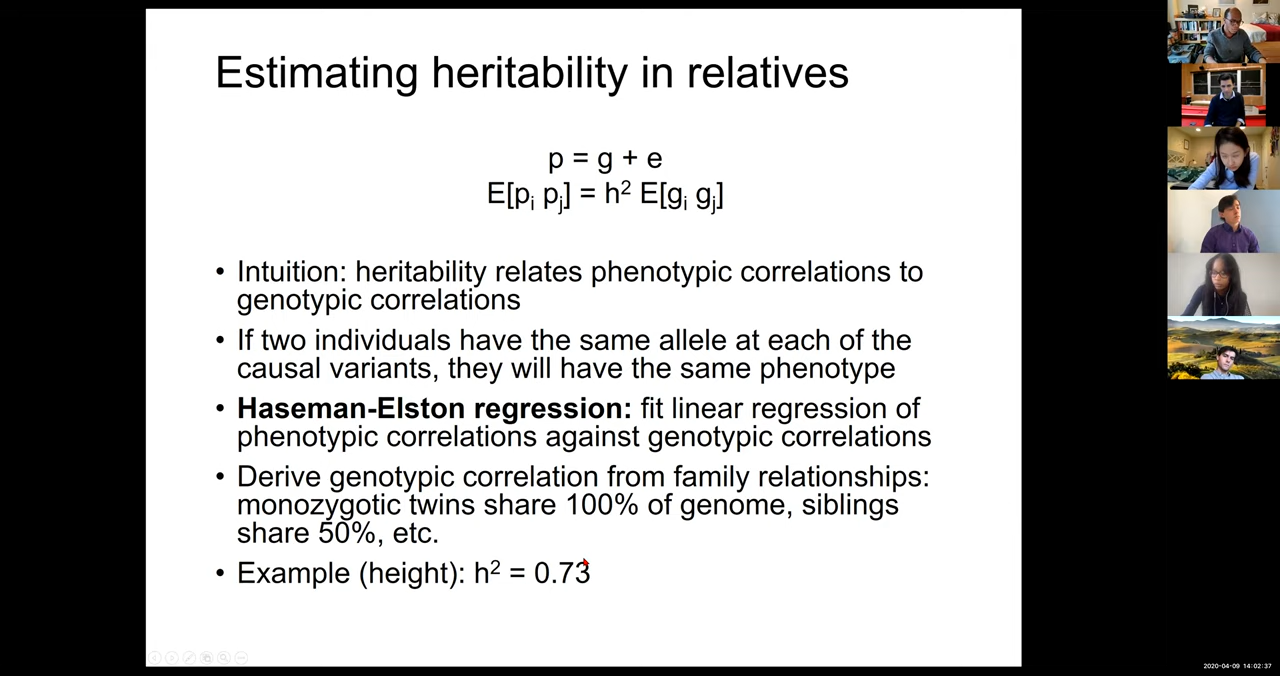 Estimating heritability in relatives
p = g + e
E[pᵢ pⱼ] = h² E[gᵢ gⱼ]
• Intuition: heritability relates phenotypic correlations to
genotypic correlations
• If two individuals have the same allele at each of the
causal variants, they will have the same phenotype
• Haseman-Elston regression: fit linear regression of
phenotypic correlations against genotypic correlations
• Derive genotypic correlation from family relationships:
monozygotic twins share 100% of genome, siblings
share 50%, etc.
• Example (height): h² = 0.73
2020-04-09 14:02:37